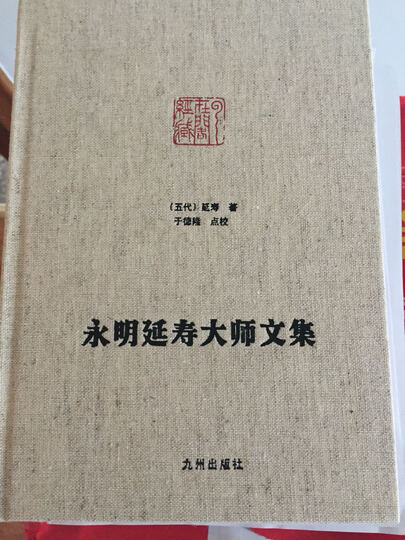 （五代）延寿 著
于德隆 点校
永明延寿大师文集
九州出版社